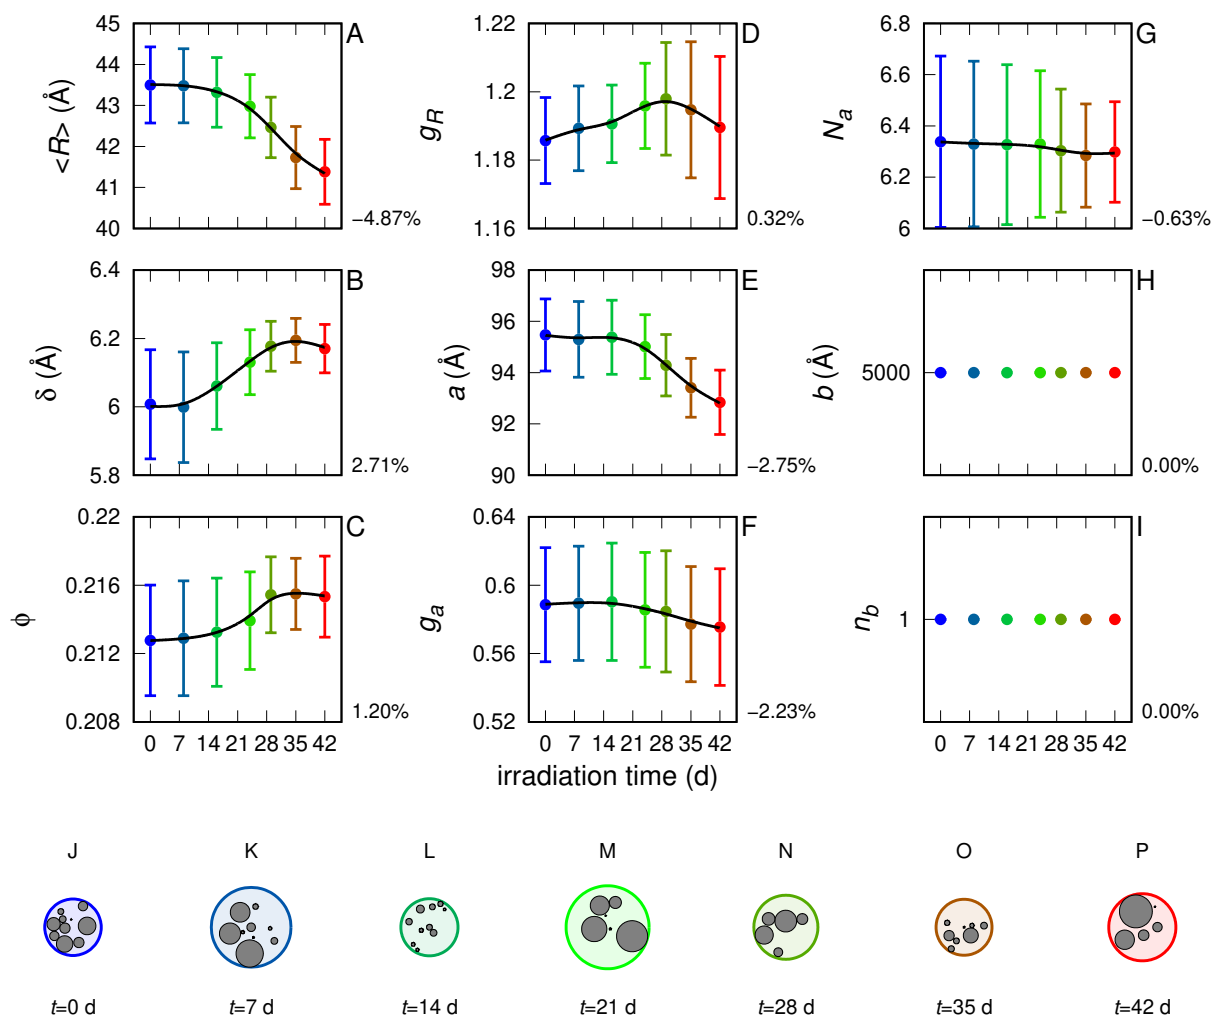 A
45
44
43
42
41
40
<R> (Å)
−4.87%
D
1.22
1.2
1.18
1.16
gR
0.32%
G
6.8
6.6
6.4
6.2
6
Na
−0.63%
B
6.4
6.2
6
5.8
δ (Å)
2.71%
E
98
96
94
92
90
a (Å)
−2.75%
H
5000
b (Å)
0.00%
C
0.22
0.216
0.212
0.208
ϕ
1.20%
0 7 14 21 28 35 42
F
0.64
0.6
0.56
0.52
ga
−2.23%
0 7 14 21 28 35 42
I
1
nb
0.00%
0 7 14 21 28 35 42
irradiation time (d)
J K L M N O P
t=0 d t=7 d t=14 d t=21 d t=28 d t=35 d t=42 d